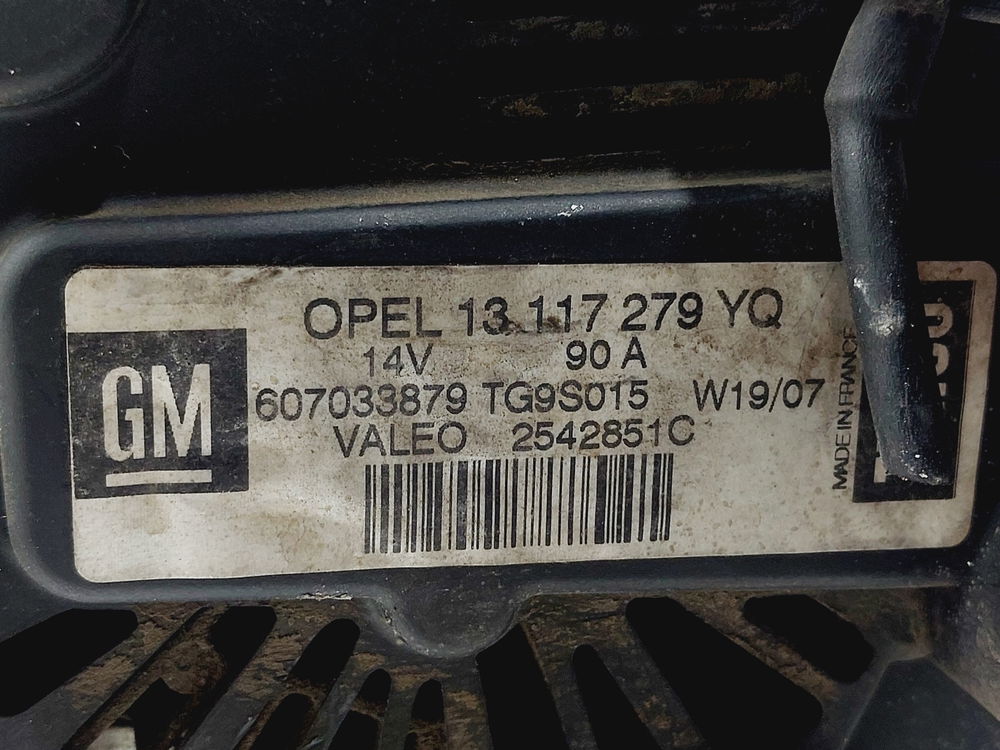 GM
OPEL 13 117 279 YQ
14V 90 A
607033879 TG9S015 W19/07
VALEO 2542851C
MADE IN FRANCE